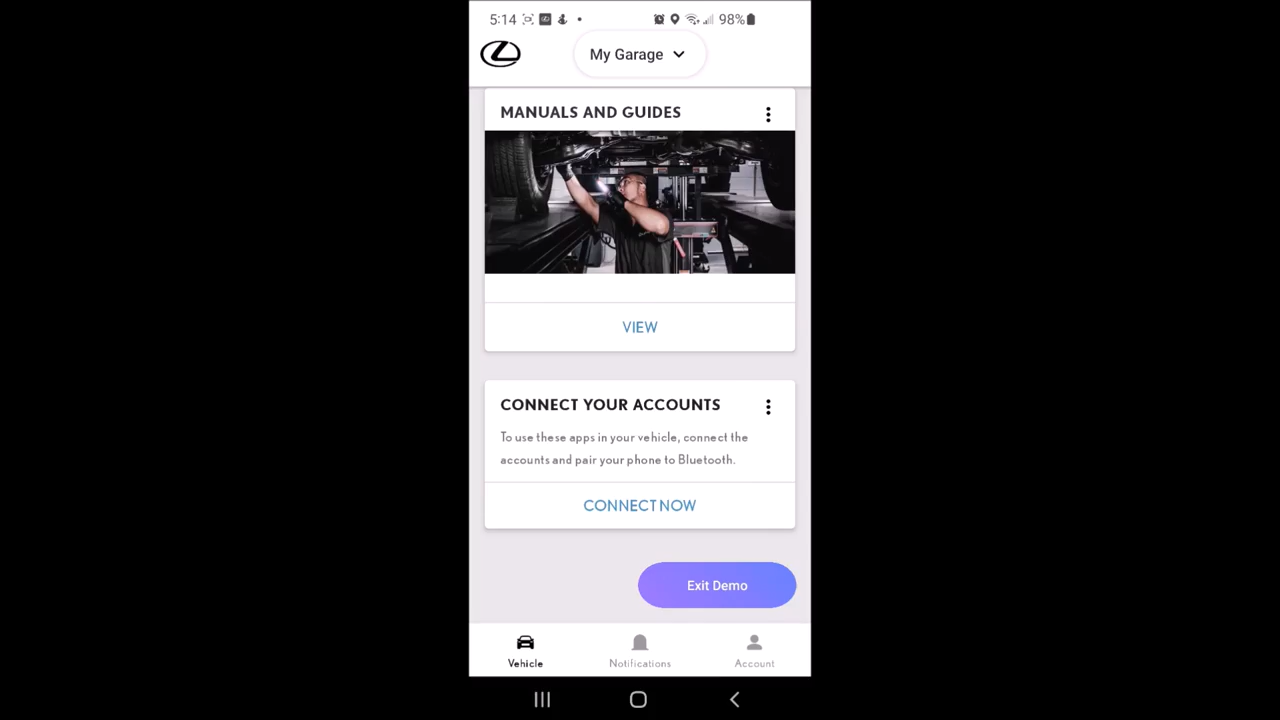 5:14 98%
My Garage
MANUALS AND GUIDES
VIEW
CONNECT YOUR ACCOUNTS
To use these apps in your vehicle, connect the
accounts and pair your phone to Bluetooth.
CONNECT NOW
Exit Demo
Vehicle Notifications Account